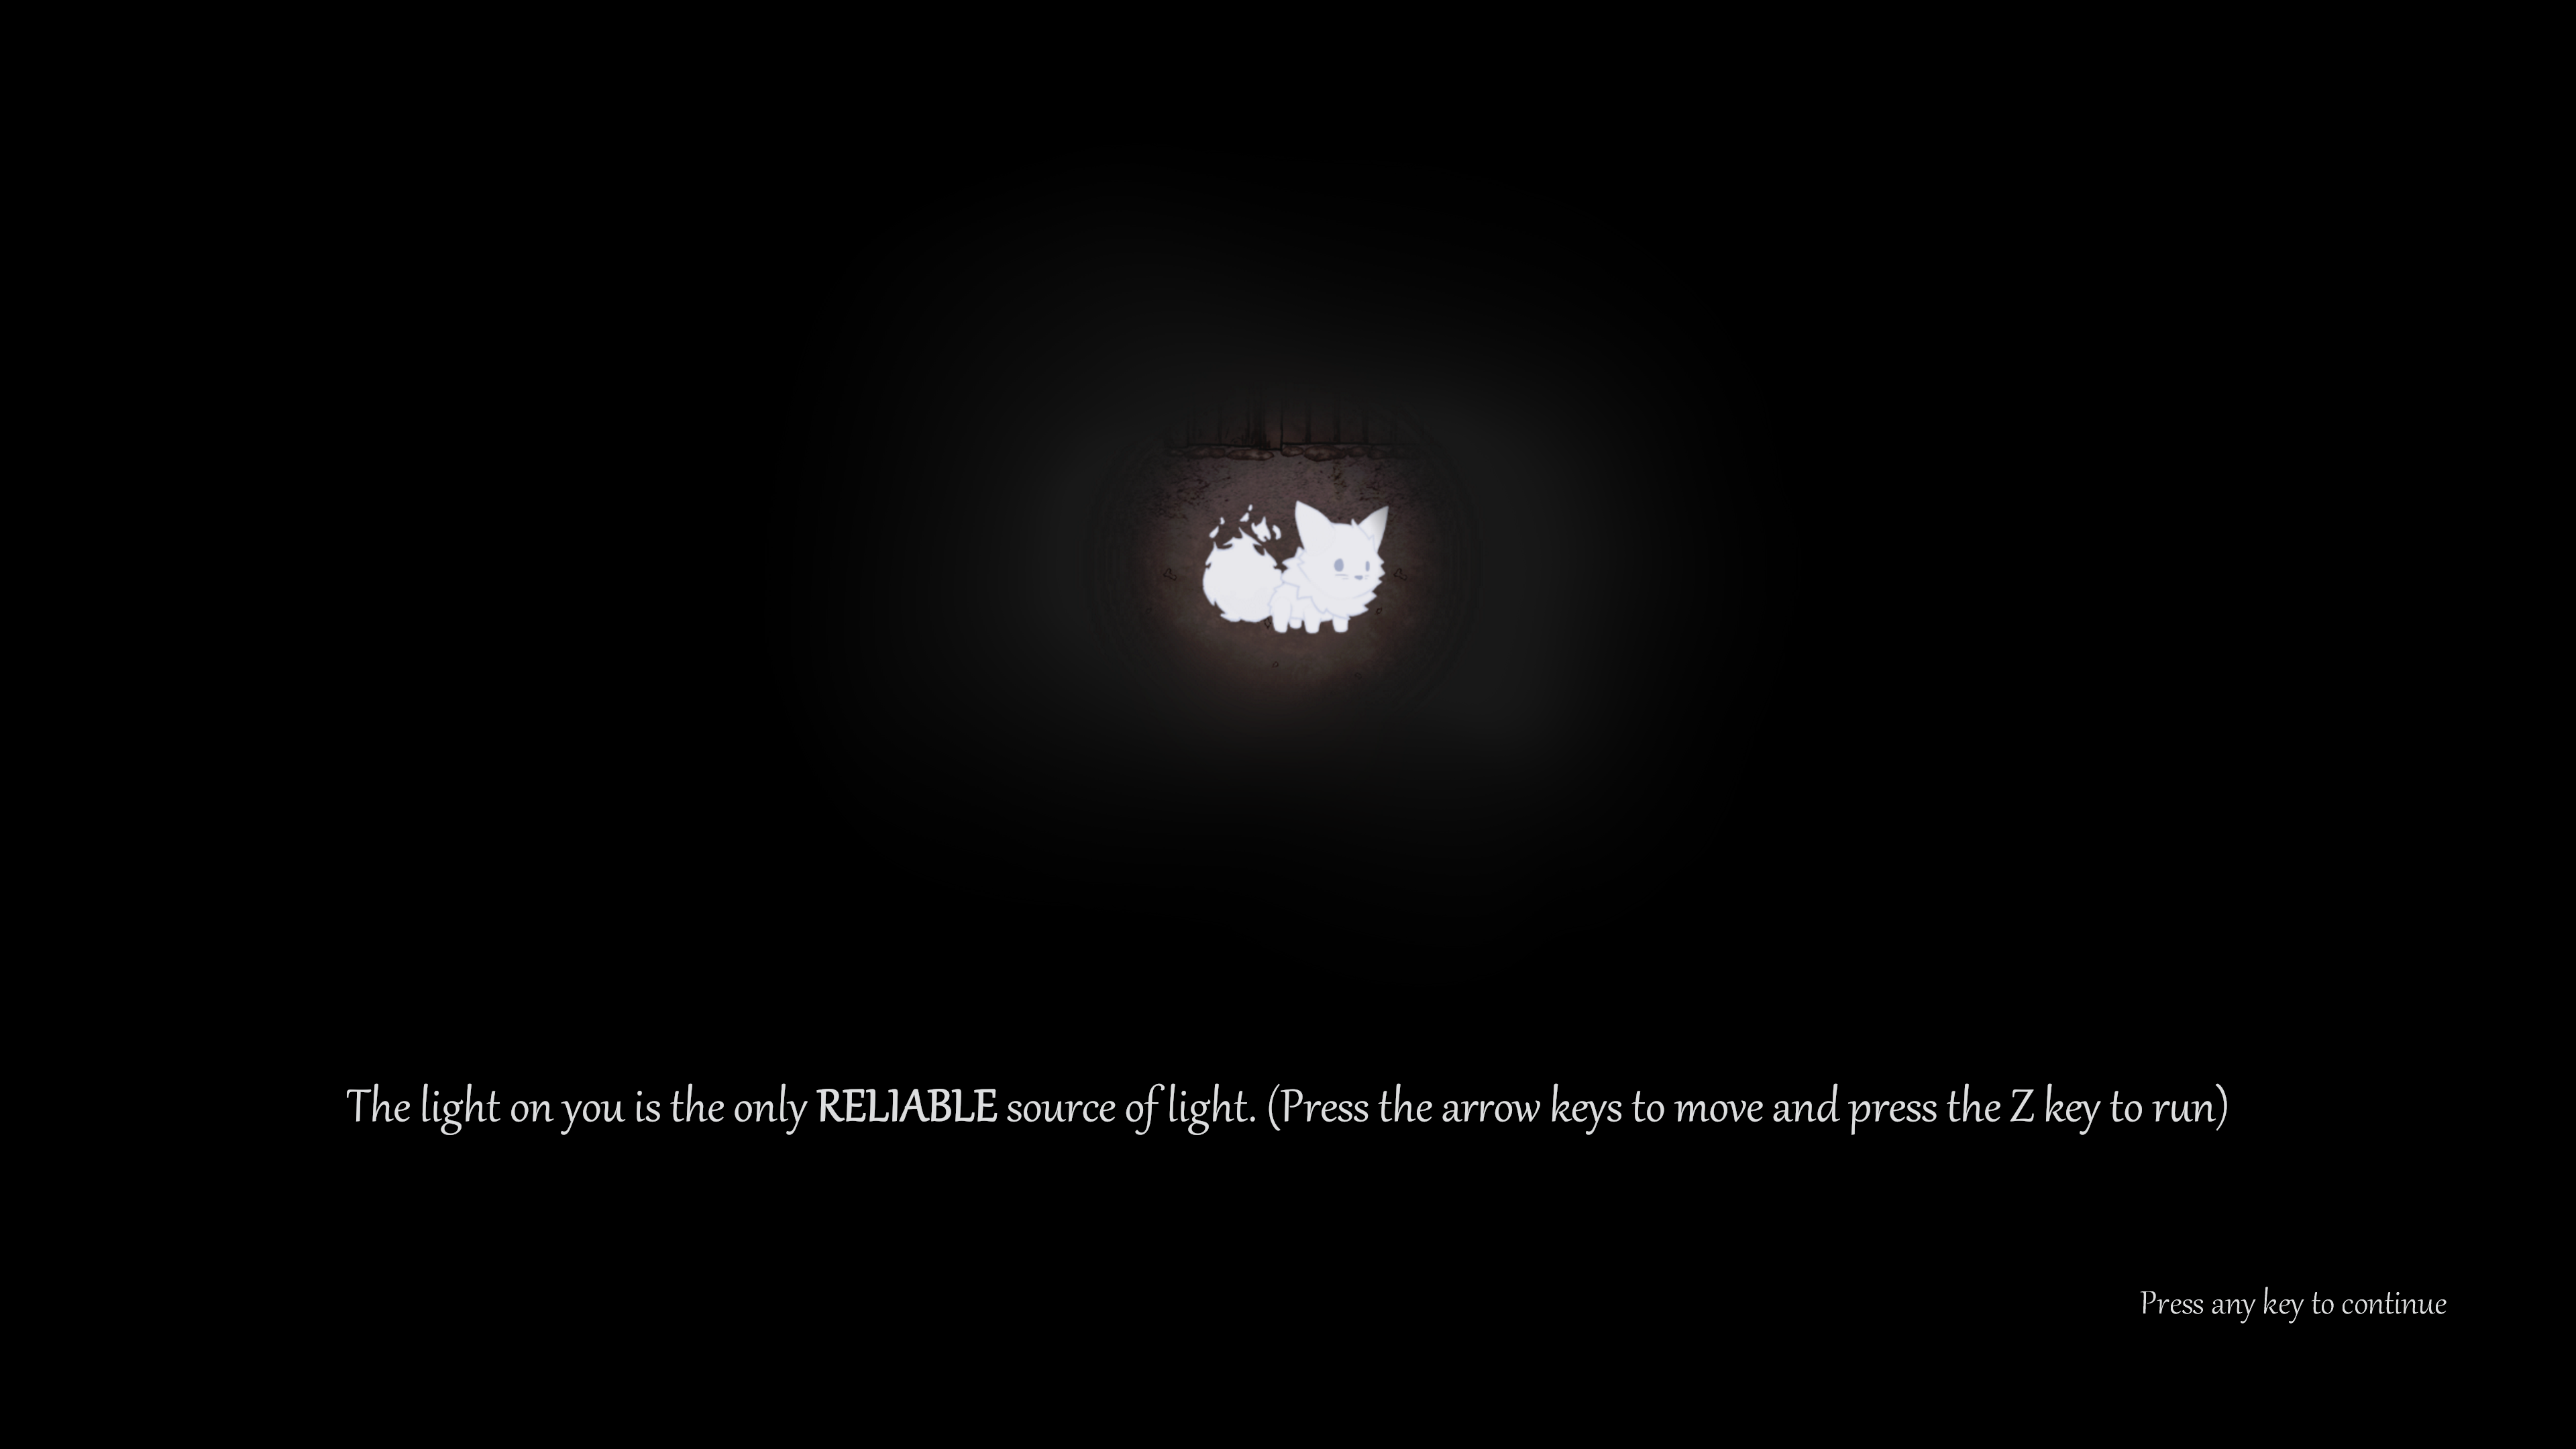 The light on you is the only RELIABLE source of light. (Press the arrow keys to move and press the Z key to run)
Press any key to continue